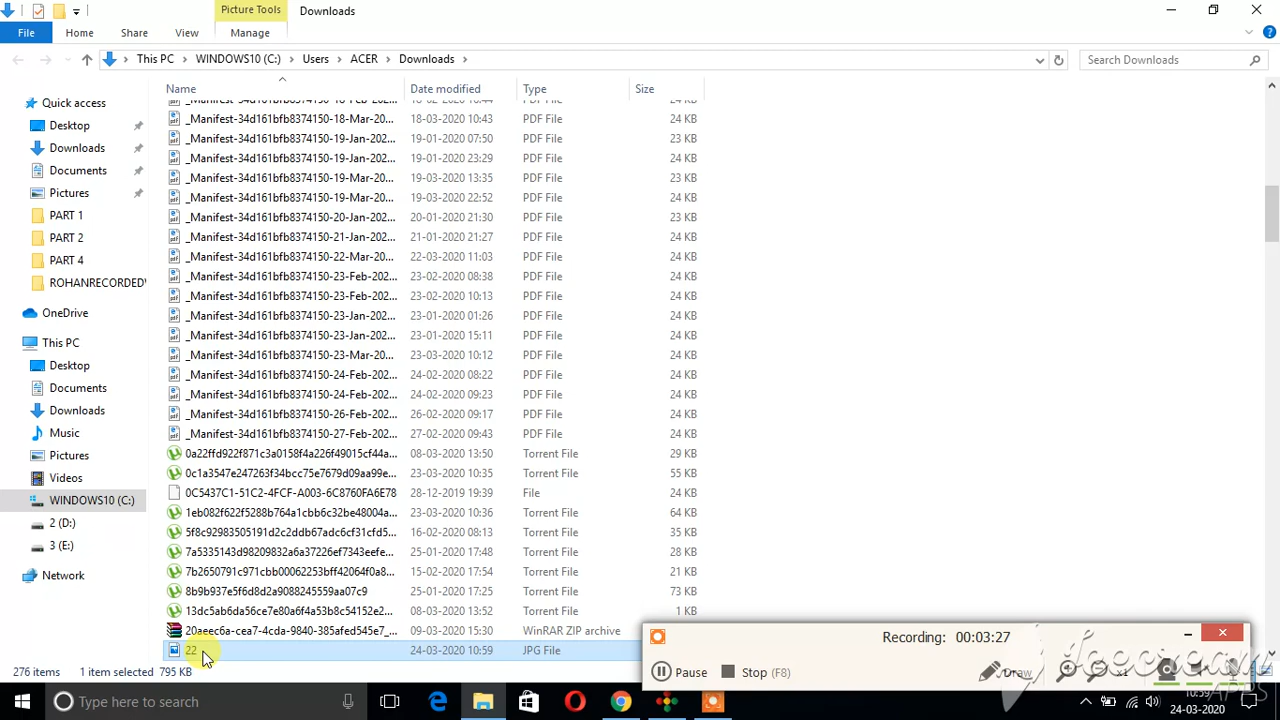 Picture Tools Downloads
File Home Share View Manage
This PC WINDOWS10 (C:) Users ACER Downloads Search Downloads
Name Date modified Type Size
Quick access
Desktop
Downloads
Documents
Pictures
PART 1
PART 2
PART 4
ROHANRECORDEDV
OneDrive
This PC
Desktop
Documents
Downloads
Music
Pictures
Videos
WINDOWS10 (C:)
2 (D:)
3 (E:)
Network
_Manifest-34d161bfb8374150-18-Mar-20... 18-03-2020 10:43 PDF File 24 KB
_Manifest-34d161bfb8374150-19-Jan-202... 19-01-2020 07:50 PDF File 23 KB
_Manifest-34d161bfb8374150-19-Jan-202... 19-01-2020 23:29 PDF File 24 KB
_Manifest-34d161bfb8374150-19-Mar-20... 19-03-2020 13:35 PDF File 24 KB
_Manifest-34d161bfb8374150-19-Mar-20... 19-03-2020 22:52 PDF File 24 KB
_Manifest-34d161bfb8374150-20-Jan-202... 20-01-2020 21:30 PDF File 23 KB
_Manifest-34d161bfb8374150-21-Jan-202... 21-01-2020 21:27 PDF File 24 KB
_Manifest-34d161bfb8374150-22-Mar-20... 22-03-2020 11:03 PDF File 24 KB
_Manifest-34d161bfb8374150-23-Feb-202... 23-02-2020 08:38 PDF File 24 KB
_Manifest-34d161bfb8374150-23-Feb-202... 23-02-2020 10:13 PDF File 24 KB
_Manifest-34d161bfb8374150-23-Jan-202... 23-01-2020 01:26 PDF File 24 KB
_Manifest-34d161bfb8374150-23-Jan-202... 23-01-2020 15:11 PDF File 24 KB
_Manifest-34d161bfb8374150-23-Mar-20... 23-03-2020 10:12 PDF File 24 KB
_Manifest-34d161bfb8374150-24-Feb-202... 24-02-2020 08:22 PDF File 24 KB
_Manifest-34d161bfb8374150-24-Feb-202... 24-02-2020 09:23 PDF File 24 KB
_Manifest-34d161bfb8374150-26-Feb-202... 26-02-2020 09:17 PDF File 24 KB
_Manifest-34d161bfb8374150-27-Feb-202... 27-02-2020 09:43 PDF File 24 KB
0a22ffd922f871c3a0158f4a226f49015cf44a... 08-03-2020 13:50 Torrent File 29 KB
0c1a3547e247263f34bcc75e7679d09aa99e... 23-03-2020 10:35 Torrent File 55 KB
0C5437C1-51C2-4FCF-A003-6C8760FA6E78 28-12-2019 19:39 File 24 KB
1eb082f622f5288b764a1cbb6c32be48004a... 23-03-2020 10:36 Torrent File 64 KB
5f8c92983505191d2c2ddb67adc6cf31cfd5... 16-02-2020 08:13 Torrent File 35 KB
7a5335143d98209832a6a37226ef7343eefe... 25-01-2020 17:48 Torrent File 28 KB
7b2650791c971cbb00062253bff42064f0a8... 15-02-2020 17:54 Torrent File 21 KB
8b9b937e5f6d8d2a9088245559aa07c9 25-01-2020 17:25 Torrent File 73 KB
13dc5ab6da56ce7e80a6f4a53b8c54152e2... 08-03-2020 13:52 Torrent File 1 KB
20aeec6a-cea7-4cda-9840-385afed545e7_... 09-03-2020 15:30 WinRAR ZIP archive
22 24-03-2020 10:59 JPG File
276 items 1 item selected 795 KB
Recording: 00:03:27
Pause Stop (F8) Draw x1
Icecream
APPS
Type here to search
10:59
24-03-2020